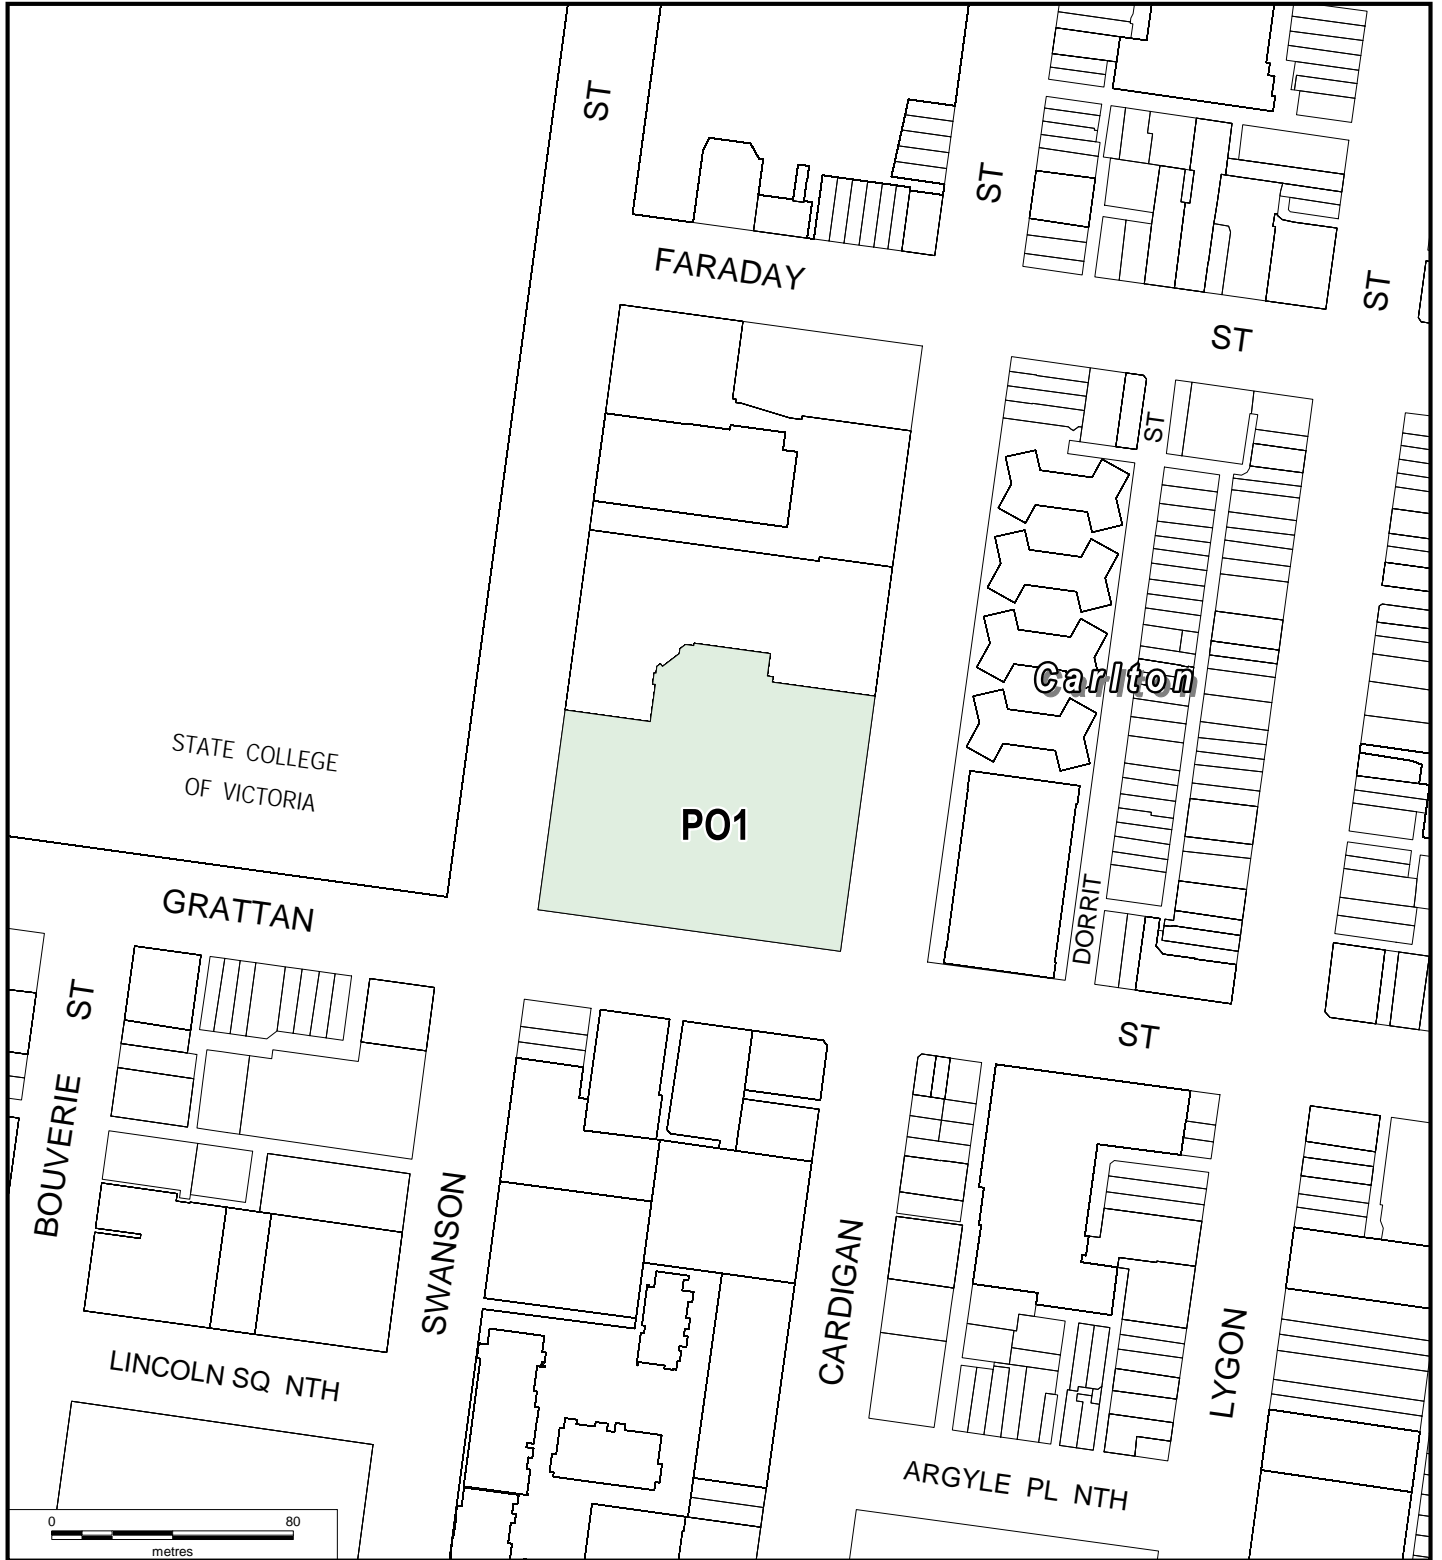 ST
ST
FARADAY
ST
ST
ST
Carlton
STATE COLLEGE
OF VICTORIA
PO1
GRATTAN
DORRIT
ST
ST
BOUVERIE
SWANSON
CARDIGAN
LYGON
LINCOLN SQ NTH
ARGYLE PL NTH
0 80
metres